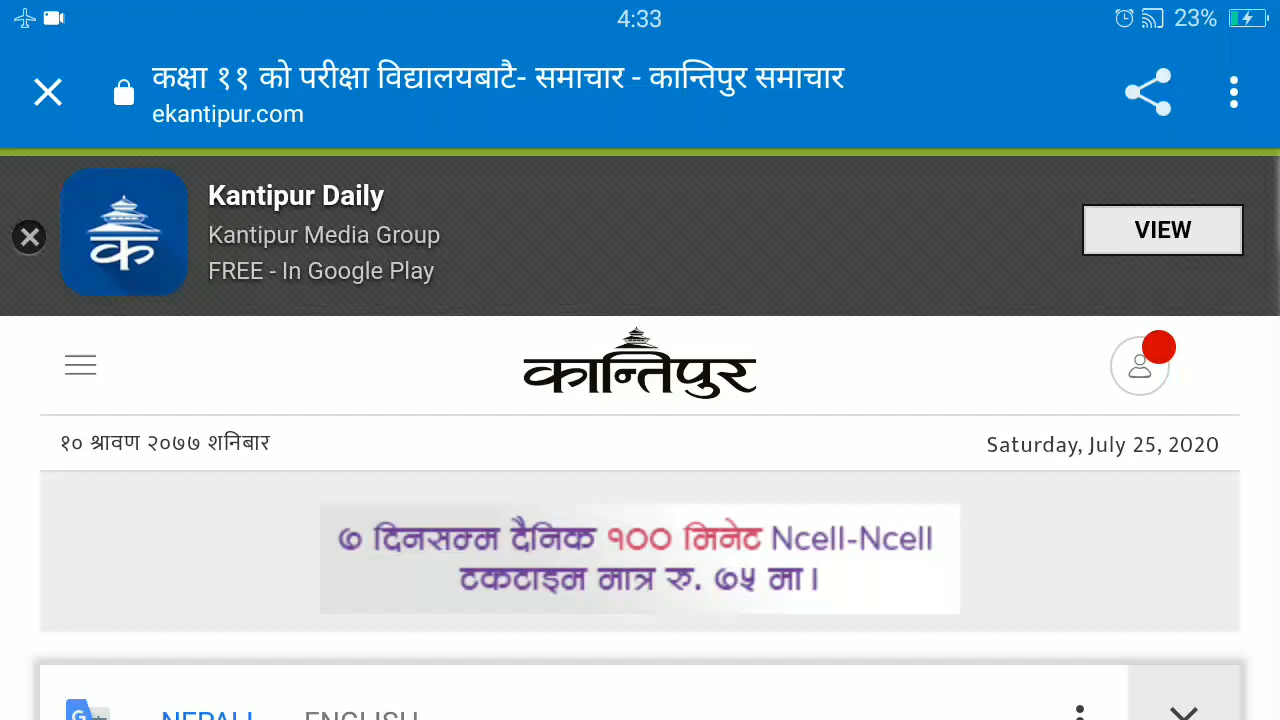 4:33
23%
कक्षा ११ को परीक्षा विद्यालयबाटै- समाचार - कान्तिपुर समाचार
ekantipur.com
Kantipur Daily
Kantipur Media Group
FREE - In Google Play
VIEW
क
कान्तिपुर
१० श्रावण २०७७ शनिबार
Saturday, July 25, 2020
७ दिनसम्म दैनिक १०० मिनेट Ncell-Ncell
टकटाइम मात्र रु. ७५ मा।
G NEPALI ENGLISH